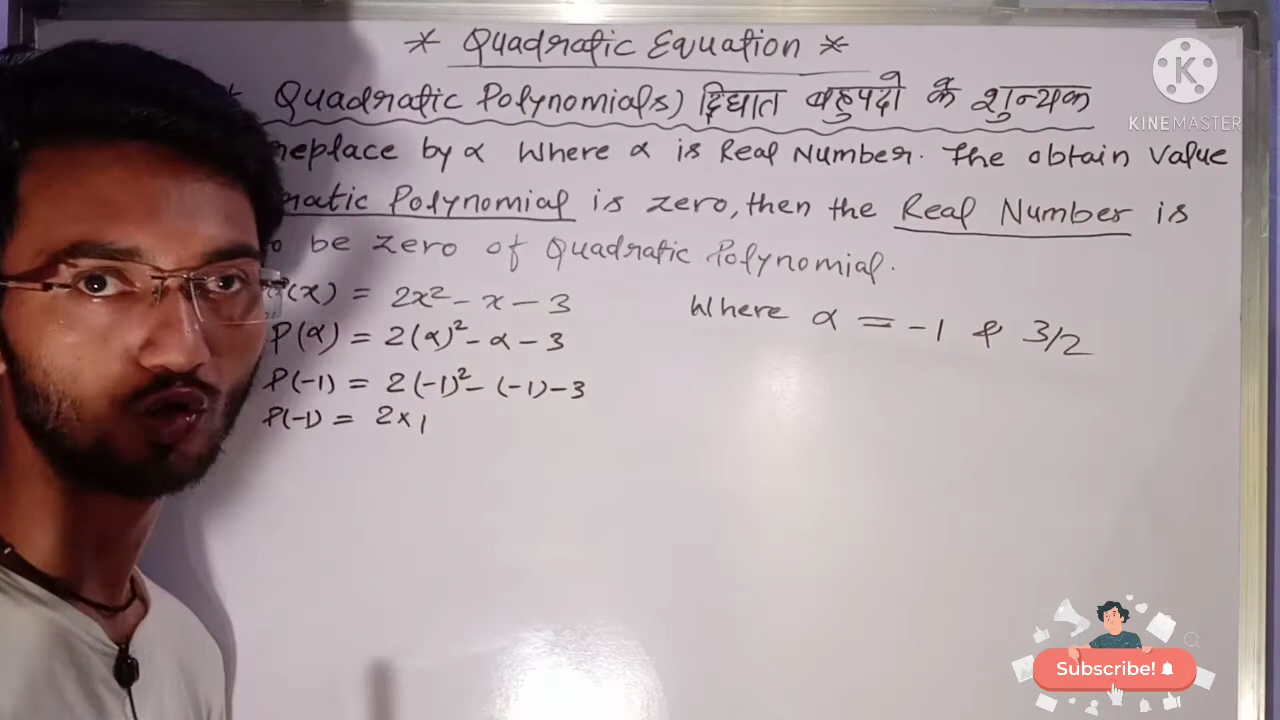 * Quadratic Equation *
Quadratic Polynomials) द्विघात बहुपदो के शुन्यक
replace by α Where α is Real Number. The obtain Value
ratic Polynomial is zero, then the Real Number is
o be zero of Quadratic Polynomial.
(x) = 2x² - x - 3
Where α = -1 & 3/2
P(α) = 2(α)² - α - 3
P(-1) = 2(-1)² - (-1) - 3
P(-1) = 2×1
KINEMASTER
K
Subscribe!